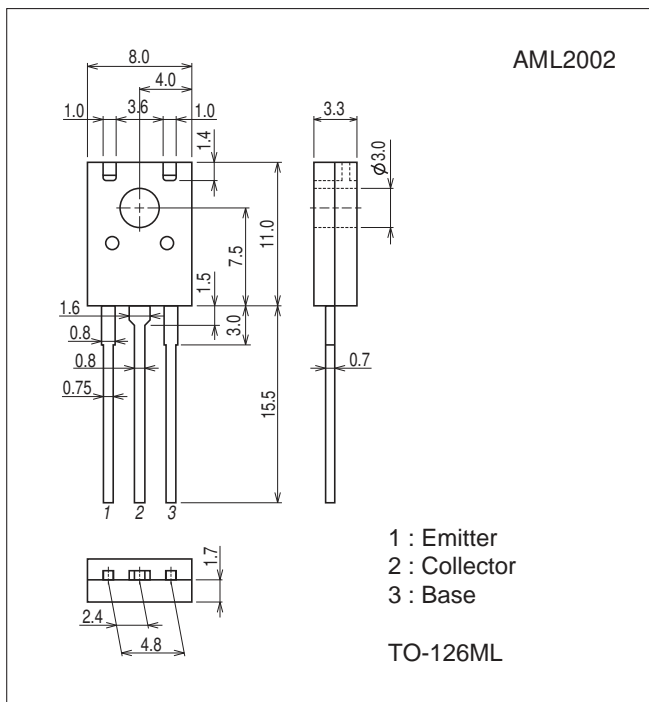 AML2002
8.0
4.0
1.0 3.6 1.0
1.4
3.3
ϕ3.0
11.0
7.5
1.5
1.6
3.0
0.8
0.8
0.7
0.75
15.5
1 2 3
1 : Emitter
2 : Collector
3 : Base
1.7
2.4
4.8
TO-126ML